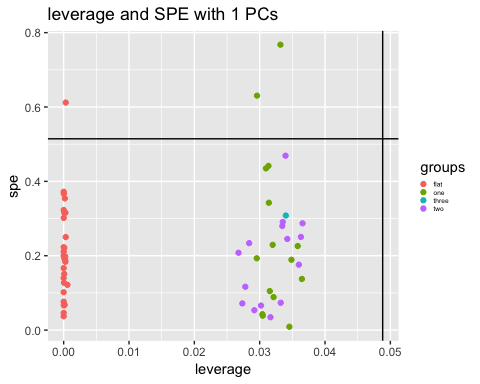 leverage and SPE with 1 PCs
0.8
0.6
0.4
0.2
0.0
spe
0.00 0.01 0.02 0.03 0.04 0.05
leverage
groups
flat
one
three
two